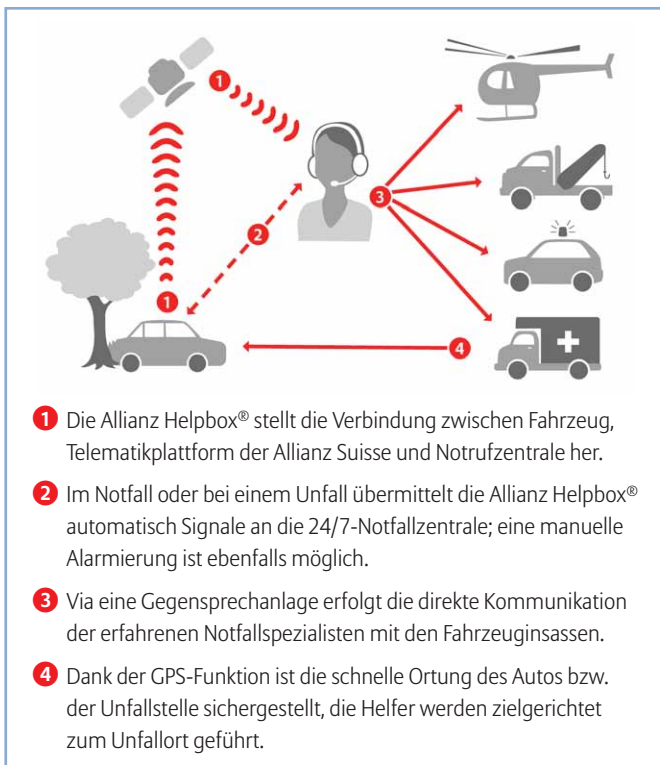 1
1
2
3
4
1 Die Allianz Helpbox® stellt die Verbindung zwischen Fahrzeug,
Telematikplattform der Allianz Suisse und Notrufzentrale her.
2 Im Notfall oder bei einem Unfall übermittelt die Allianz Helpbox®
automatisch Signale an die 24/7-Notfallzentrale; eine manuelle
Alarmierung ist ebenfalls möglich.
3 Via eine Gegensprechanlage erfolgt die direkte Kommunikation
der erfahrenen Notfallspezialisten mit den Fahrzeuginsassen.
4 Dank der GPS-Funktion ist die schnelle Ortung des Autos bzw.
der Unfallstelle sichergestellt, die Helfer werden zielgerichtet
zum Unfallort geführt.